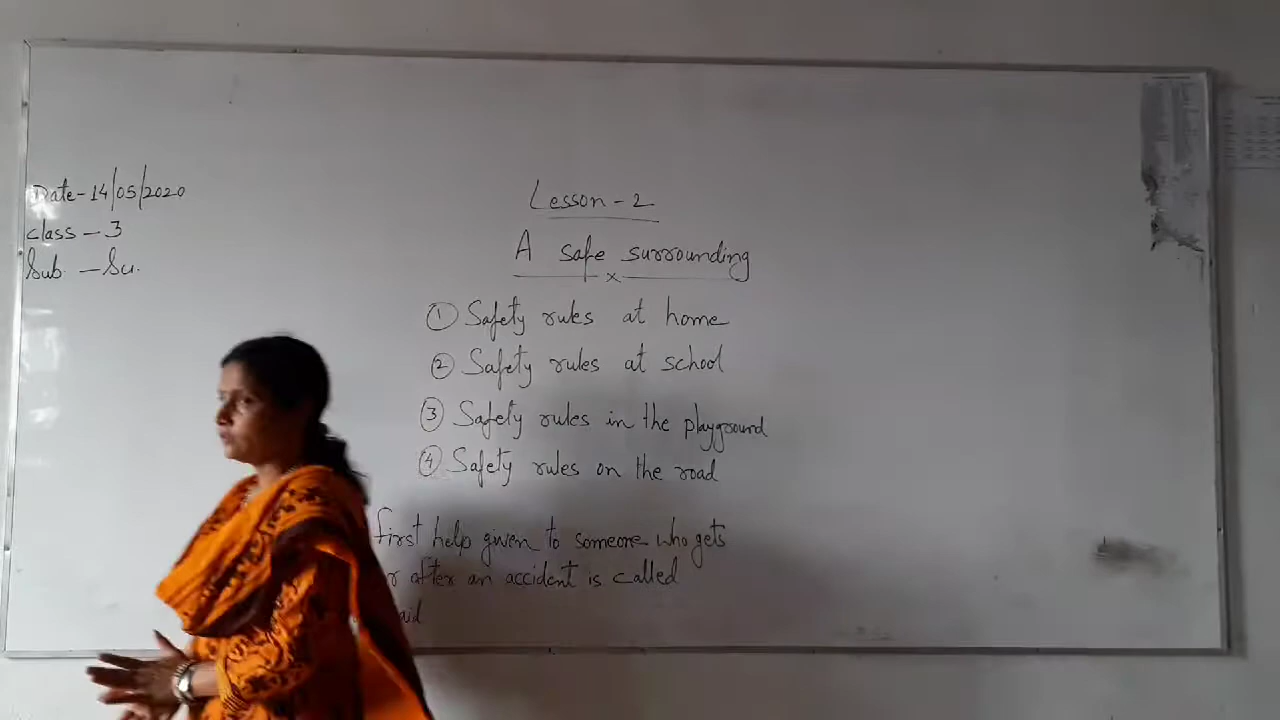 Date - 14/05/2020
class - 3
Sub. - Sci.
Lesson - 2
A safe surrounding
① Safety rules at home
② Safety rules at school
③ Safety rules in the playground
④ Safety rules on the road
first help given to someone who gets
after an accident is called
aid